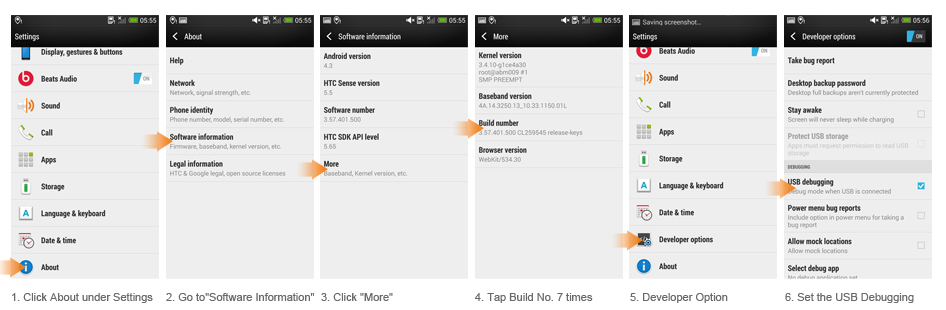 05:55
Settings
Display, gestures & buttons
Beats Audio
ON
Sound
Call
Apps
Storage
Language & keyboard
Date & time
About
1. Click About under Settings
05:55
About
Help
Network
Network, signal strength, etc.
Phone identity
Phone number, model, serial number, etc.
Software information
Firmware, baseband, kernel version, etc.
Legal information
HTC & Google legal, open source licenses
2. Go to"Software Information"
05:55
Software information
Android version
4.3
HTC Sense version
5.5
Software number
3.57.401.500
HTC SDK API level
5.65
More
Baseband, Kernel version, etc.
3. Click "More"
05:55
More
Kernel version
3.4.10-g1ce4a30
root@abm009 #1
SMP PREEMPT
Baseband version
4A.14.3250.13_10.33.1150.01L
Build number
3.57.401.500 CL259545 release-keys
Browser version
WebKit/534.30
4. Tap Build No. 7 times
Saving screenshot...
Settings
Beats Audio
ON
Sound
Call
Apps
Storage
Language & keyboard
Date & time
Developer options
About
5. Developer Option
05:56
Developer options
ON
Take bug report
Desktop backup password
Desktop full backups aren't currently protected
Stay awake
Screen will never sleep while charging
Protect USB storage
Apps must request permission to read USB
storage
DEBUGGING
USB debugging
Debug mode when USB is connected
Power menu bug reports
Include option in power menu for taking a
bug report
Allow mock locations
Allow mock locations
Select debug app
No debug application set
6. Set the USB Debugging